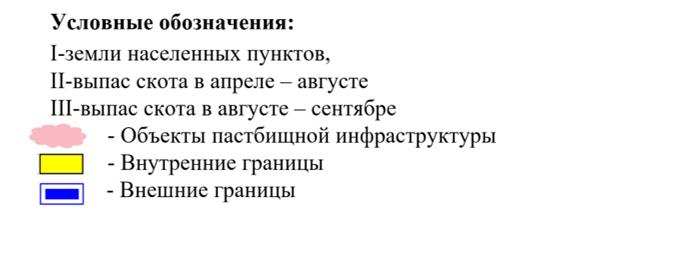 Условные обозначения:
I-земли населенных пунктов,
II-выпас скота в апреле – августе
III-выпас скота в августе – сентябре
- Объекты пастбищной инфраструктуры
- Внутренние границы
- Внешние границы